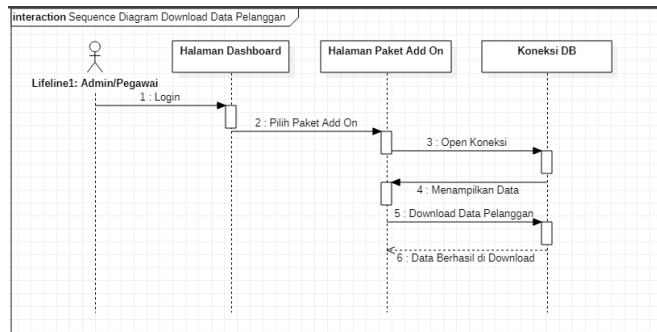 interaction Sequence Diagram Download Data Pelanggan
Halaman Dashboard
Halaman Paket Add On
Koneksi DB
Lifeline1: Admin/Pegawai
1 : Login
2 : Pilih Paket Add On
3 : Open Koneksi
4 : Menampilkan Data
5 : Download Data Pelanggan
6 : Data Berhasil di Download